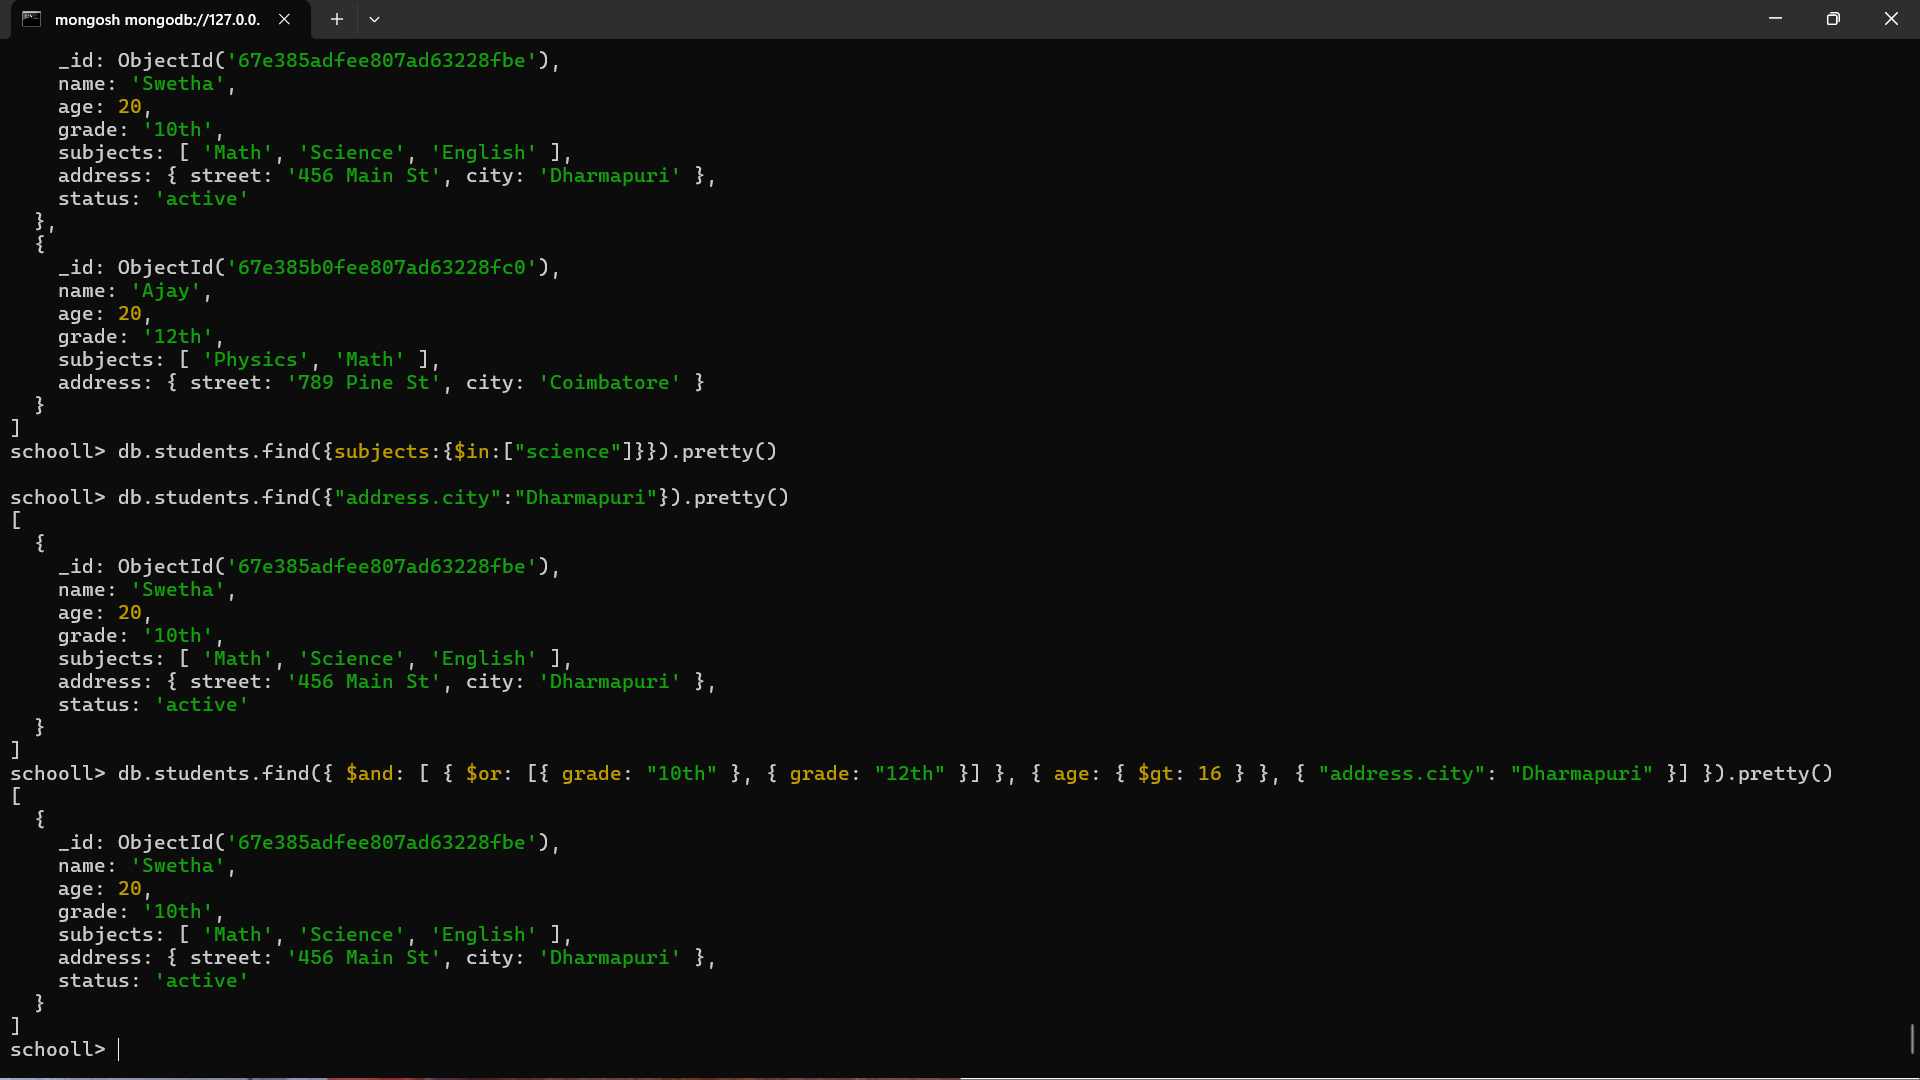 mongosh mongodb://127.0.0.
    _id: ObjectId('67e385adfee807ad63228fbe'),
    name: 'Swetha',
    age: 20,
    grade: '10th',
    subjects: [ 'Math', 'Science', 'English' ],
    address: { street: '456 Main St', city: 'Dharmapuri' },
    status: 'active'
  },
  {
    _id: ObjectId('67e385b0fee807ad63228fc0'),
    name: 'Ajay',
    age: 20,
    grade: '12th',
    subjects: [ 'Physics', 'Math' ],
    address: { street: '789 Pine St', city: 'Coimbatore' }
  }
]
schooll> db.students.find({subjects:{$in:["science"]}}).pretty()

schooll> db.students.find({"address.city":"Dharmapuri"}).pretty()
[
  {
    _id: ObjectId('67e385adfee807ad63228fbe'),
    name: 'Swetha',
    age: 20,
    grade: '10th',
    subjects: [ 'Math', 'Science', 'English' ],
    address: { street: '456 Main St', city: 'Dharmapuri' },
    status: 'active'
  }
]
schooll> db.students.find({ $and: [ { $or: [{ grade: "10th" }, { grade: "12th" }] }, { age: { $gt: 16 } }, { "address.city": "Dharmapuri" }] }).pretty()
[
  {
    _id: ObjectId('67e385adfee807ad63228fbe'),
    name: 'Swetha',
    age: 20,
    grade: '10th',
    subjects: [ 'Math', 'Science', 'English' ],
    address: { street: '456 Main St', city: 'Dharmapuri' },
    status: 'active'
  }
]
schooll>